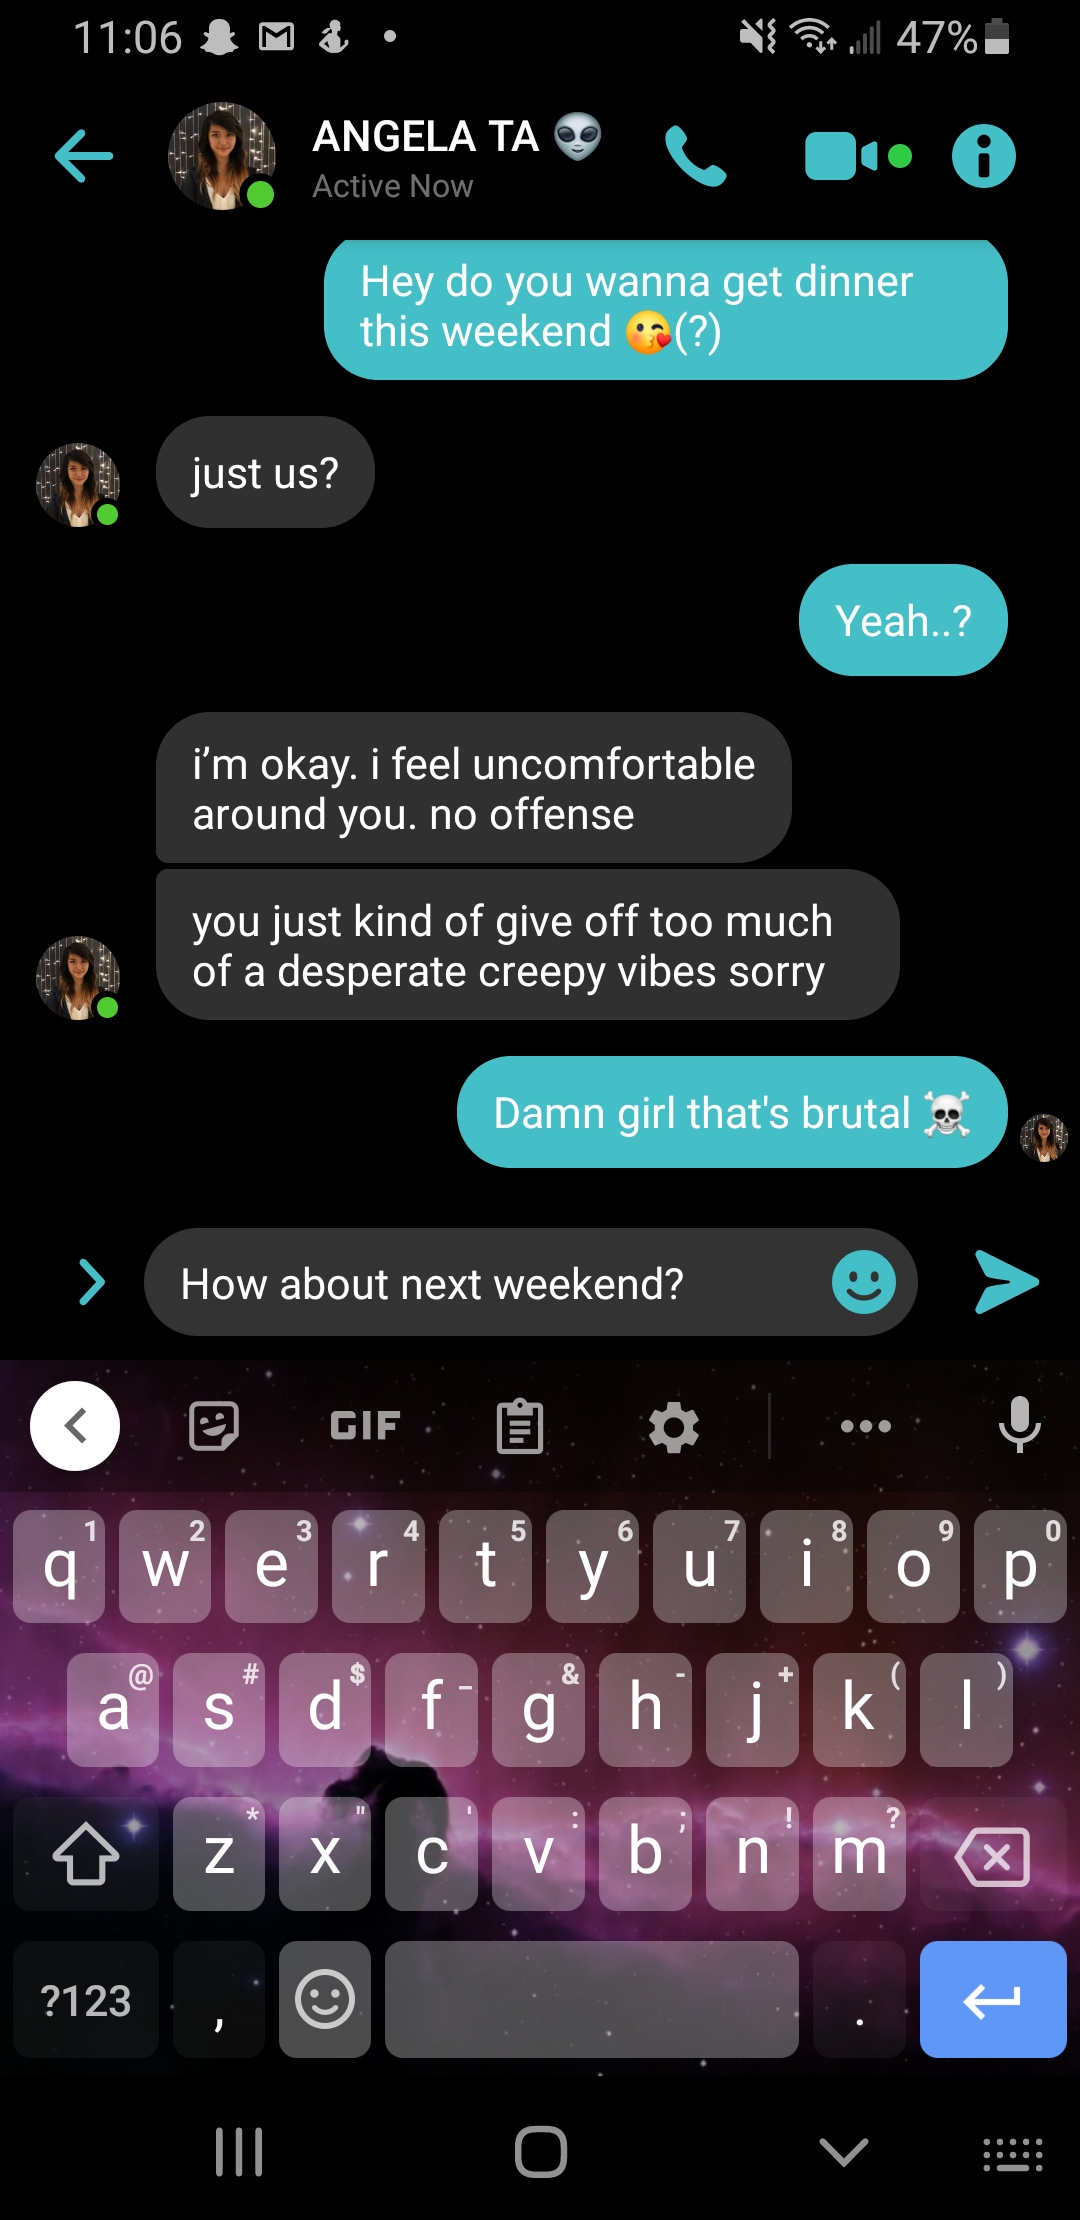 11:06
47%
ANGELA TA 👽
Active Now
Hey do you wanna get dinner
this weekend 😘(?)
just us?
Yeah..?
i’m okay. i feel uncomfortable
around you. no offense
you just kind of give off too much
of a desperate creepy vibes sorry
Damn girl that's brutal ☠️
How about next weekend?
GIF
1 2 3 4 5 6 7 8 9 0
q w e r t y u i o p
@ # $ _ & - + ( )
a s d f g h j k l
* " ' : ; ! ?
z x c v b n m
?123 , .